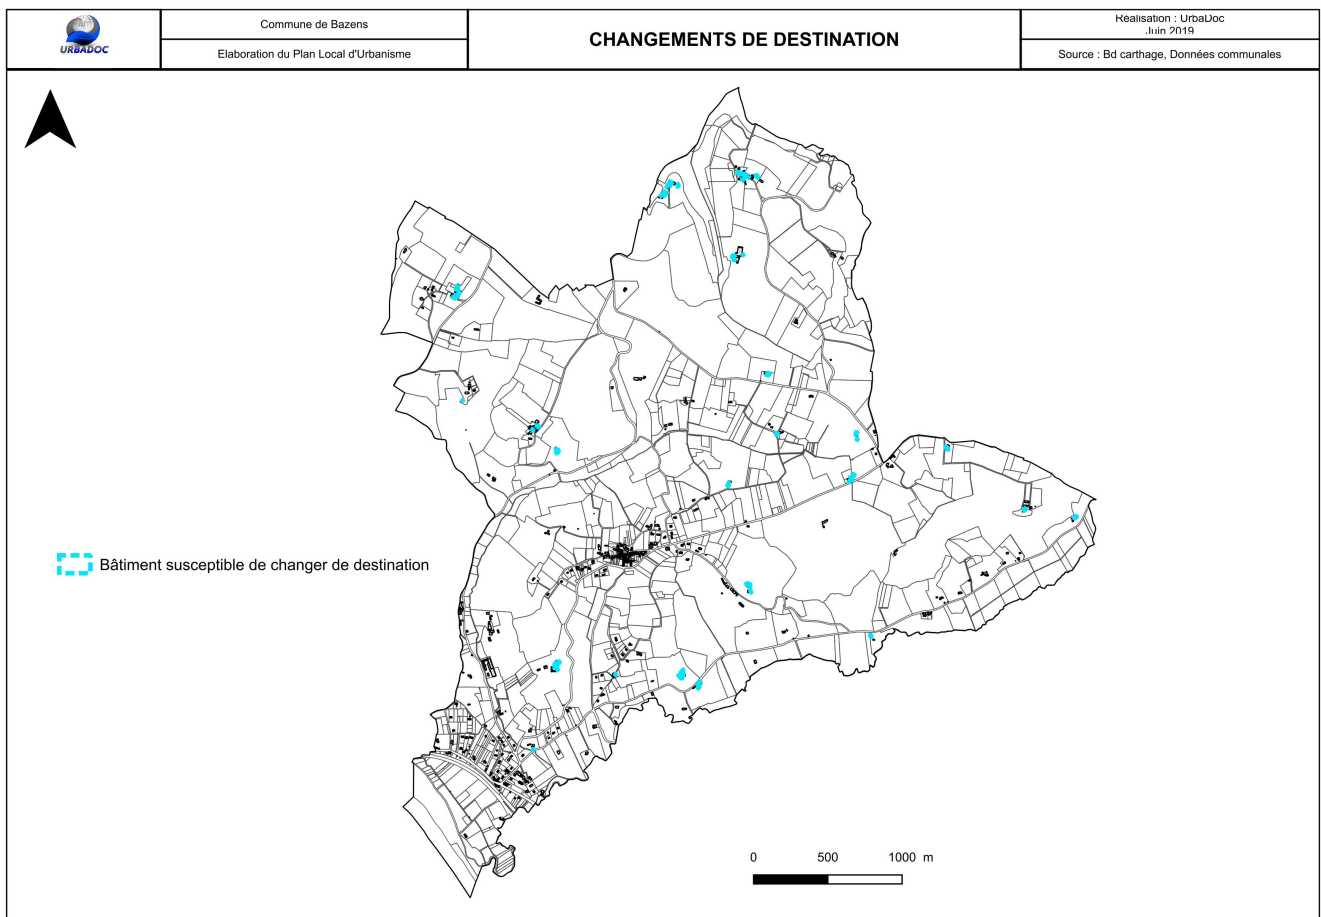 URBADOC
Commune de Bazens
Elaboration du Plan Local d'Urbanisme
CHANGEMENTS DE DESTINATION
Réalisation : UrbaDoc
Juin 2019
Source : Bd carthage, Données communales
Bâtiment susceptible de changer de destination
0 500 1000 m